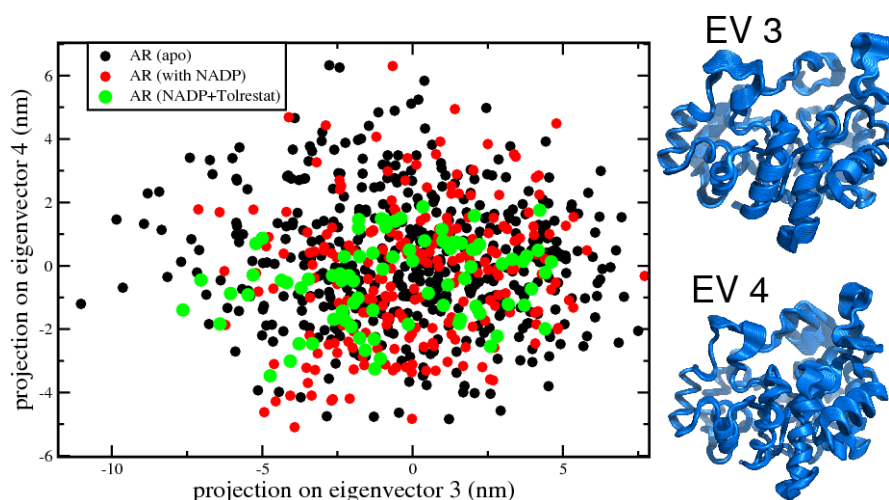 EV 3
AR (apo)
AR (with NADP)
AR (NADP+Tolrestat)
6
4
2
0
-2
-4
-6
projection on eigenvector 4 (nm)
-10
-5
0
5
projection on eigenvector 3 (nm)
EV 4